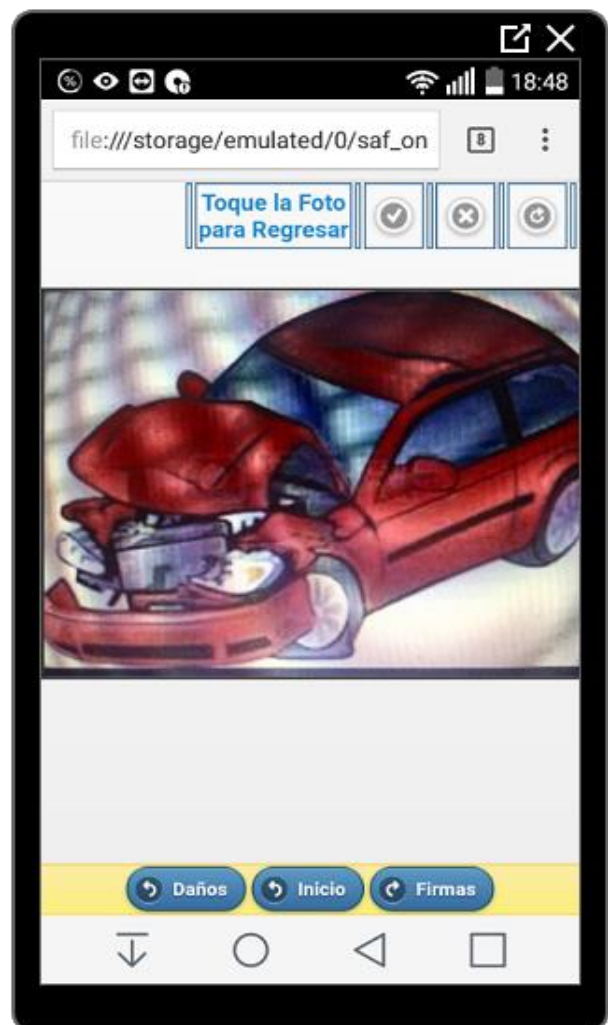 18:48
file:///storage/emulated/0/saf_on
8
Toque la Foto
para Regresar
Daños
Inicio
Firmas